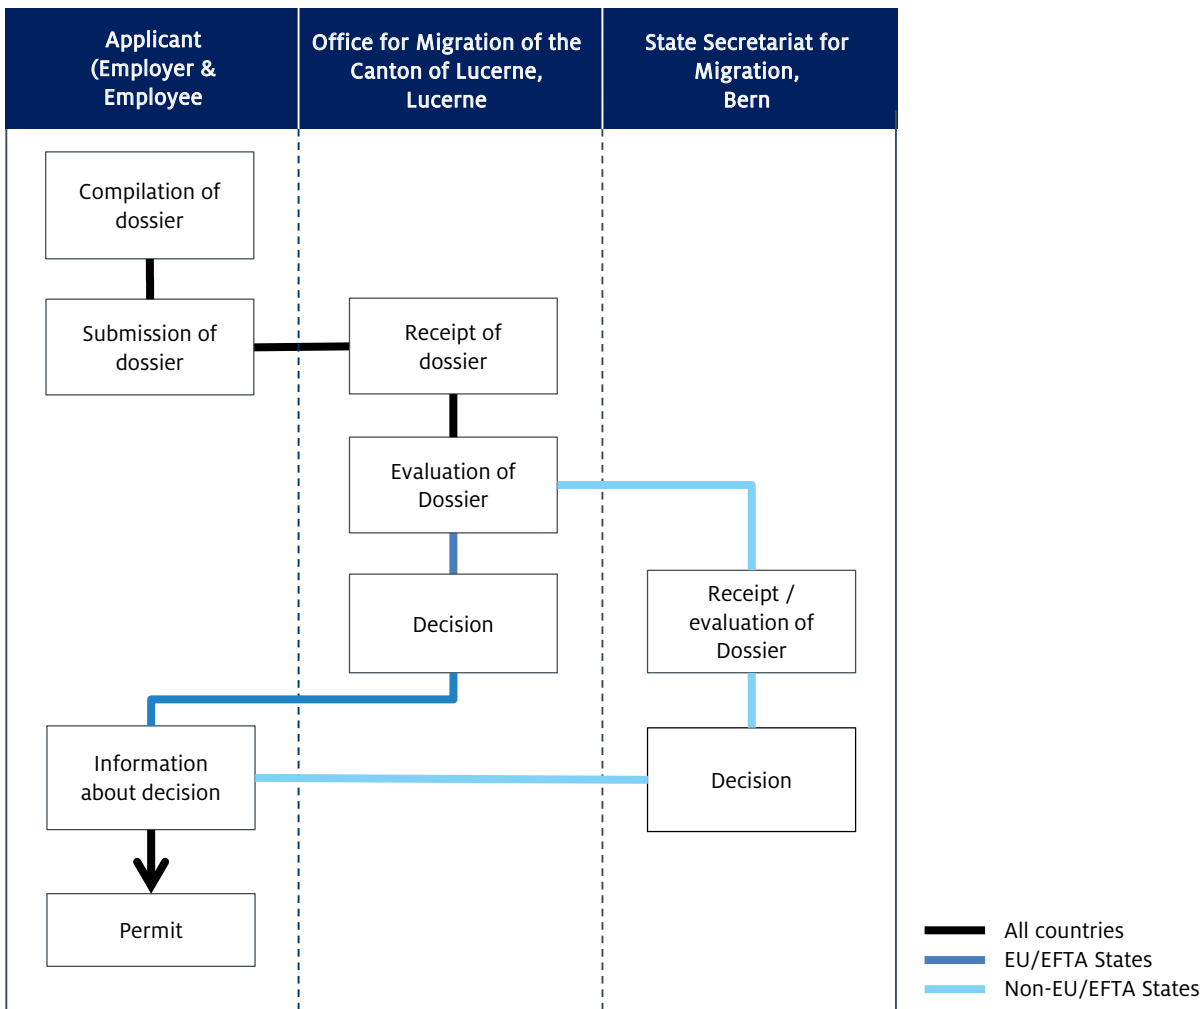 Applicant
(Employer &
Employee
Office for Migration of the
Canton of Lucerne,
Lucerne
State Secretariat for
Migration,
Bern
Compilation of
dossier
Submission of
dossier
Receipt of
dossier
Evaluation of
Dossier
Decision
Receipt /
evaluation of
Dossier
Information
about decision
Decision
Permit
All countries
EU/EFTA States
Non-EU/EFTA States